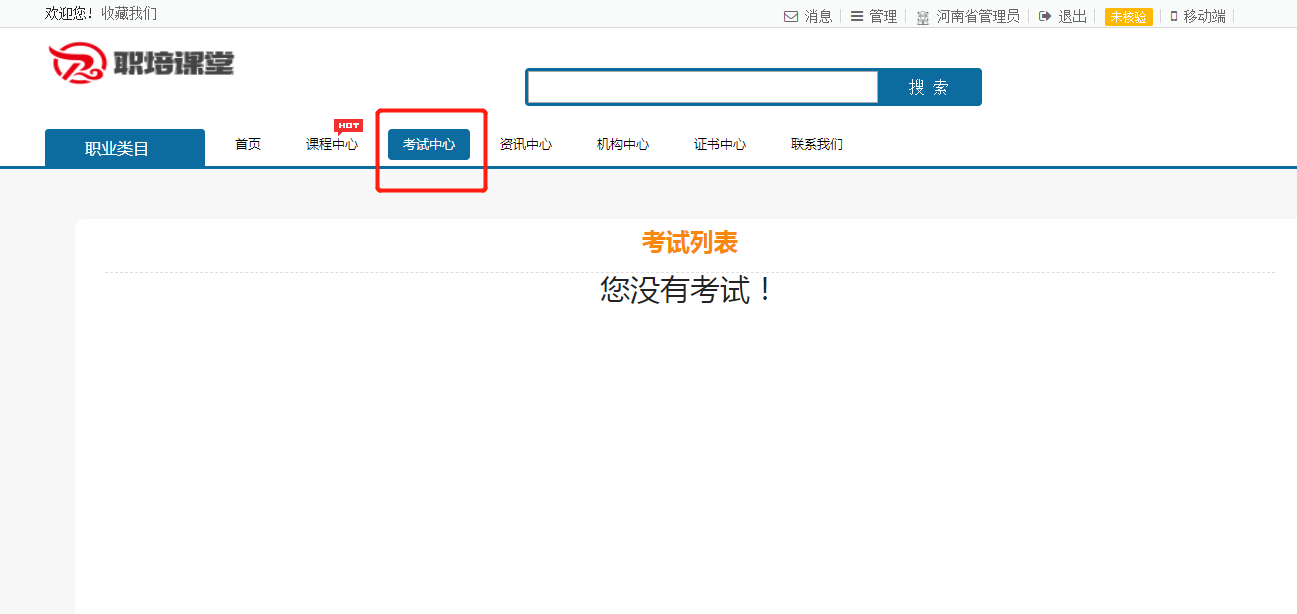 欢迎您！ 收藏我们
消息 管理 河南省管理员 退出 未核验 移动端
职培课堂
搜 索
HOT
职业类目 首页 课程中心 考试中心 资讯中心 机构中心 证书中心 联系我们
考试列表
您没有考试！